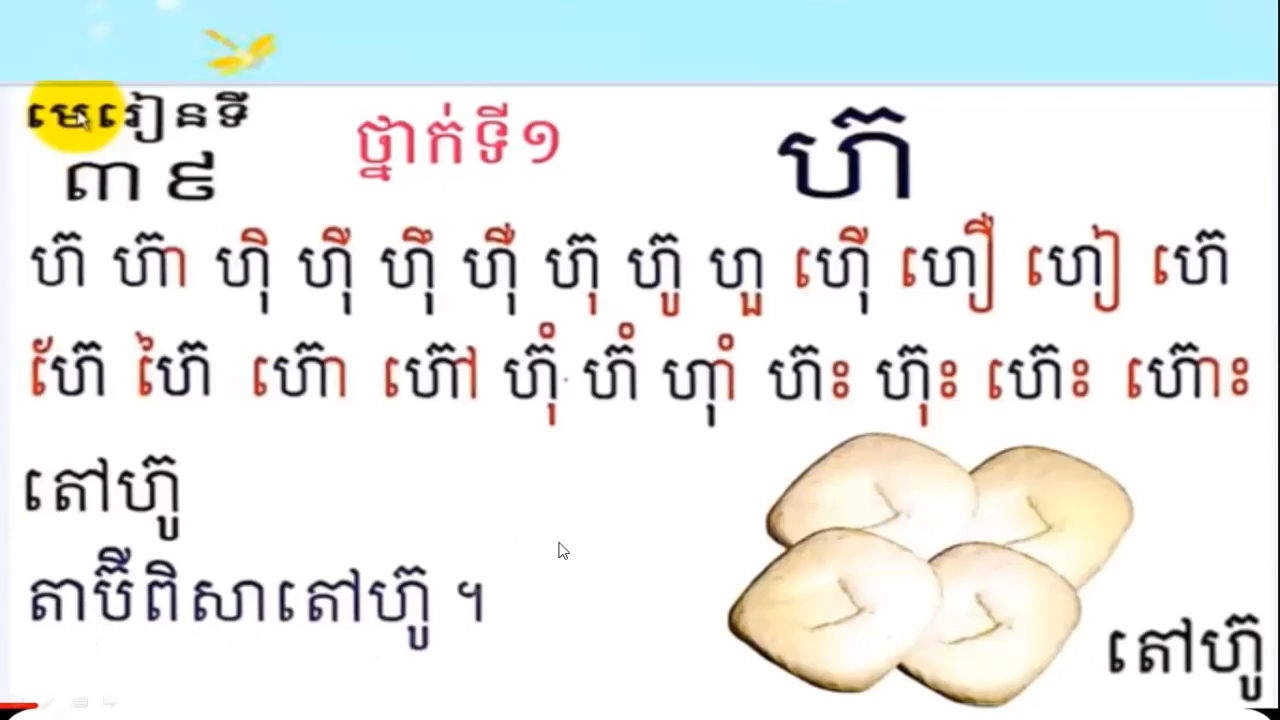 មេរៀនទី
៣៩
ថ្នាក់ទី១
ហ៊
ហ៊ ហ៊ា ហ៊ិ ហ៊ី ហ៊ឹ ហ៊ឺ ហ៊ុ ហ៊ូ ហួ ហ៊ើ ហឿ ហៀ ហ៊េ
ហ៊ែ ហ៊ៃ ហ៊ោ ហ៊ៅ ហ៊ុំ ហ៊ំ ហ៊ាំ ហ៊ះ ហ៊ុះ ហ៊េះ ហ៊ោះ
តៅហ៊ូ
តាប៊ីពិសាតៅហ៊ូ ។
តៅហ៊ូ